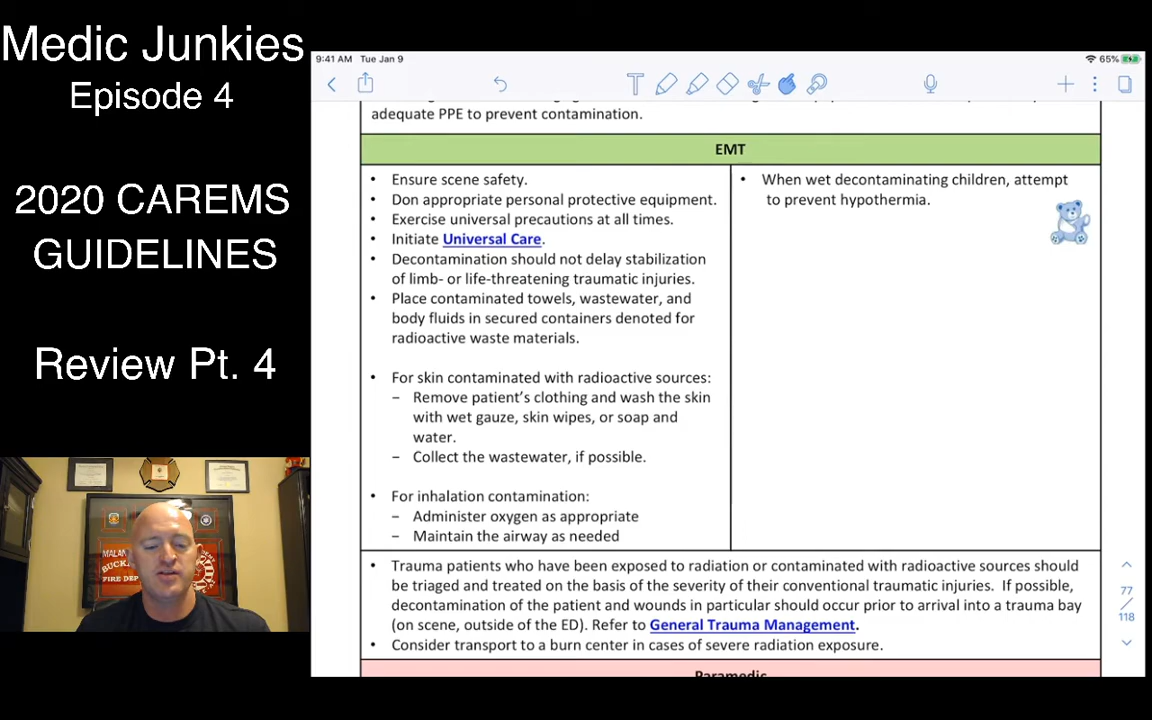 Medic Junkies
Episode 4
2020 CAREMS
GUIDELINES
Review Pt. 4
9:41 AM Tue Jan 9
65%
adequate PPE to prevent contamination.
EMT
• Ensure scene safety.
• Don appropriate personal protective equipment.
• Exercise universal precautions at all times.
• Initiate Universal Care.
• Decontamination should not delay stabilization
of limb- or life-threatening traumatic injuries.
• Place contaminated towels, wastewater, and
body fluids in secured containers denoted for
radioactive waste materials.
• For skin contaminated with radioactive sources:
− Remove patient's clothing and wash the skin
with wet gauze, skin wipes, or soap and
water.
− Collect the wastewater, if possible.
• For inhalation contamination:
− Administer oxygen as appropriate
− Maintain the airway as needed
• When wet decontaminating children, attempt
to prevent hypothermia.
• Trauma patients who have been exposed to radiation or contaminated with radioactive sources should
be triaged and treated on the basis of the severity of their conventional traumatic injuries. If possible,
decontamination of the patient and wounds in particular should occur prior to arrival into a trauma bay
(on scene, outside of the ED). Refer to General Trauma Management.
• Consider transport to a burn center in cases of severe radiation exposure.
Paramedic
77
/
118
FIRE DEP